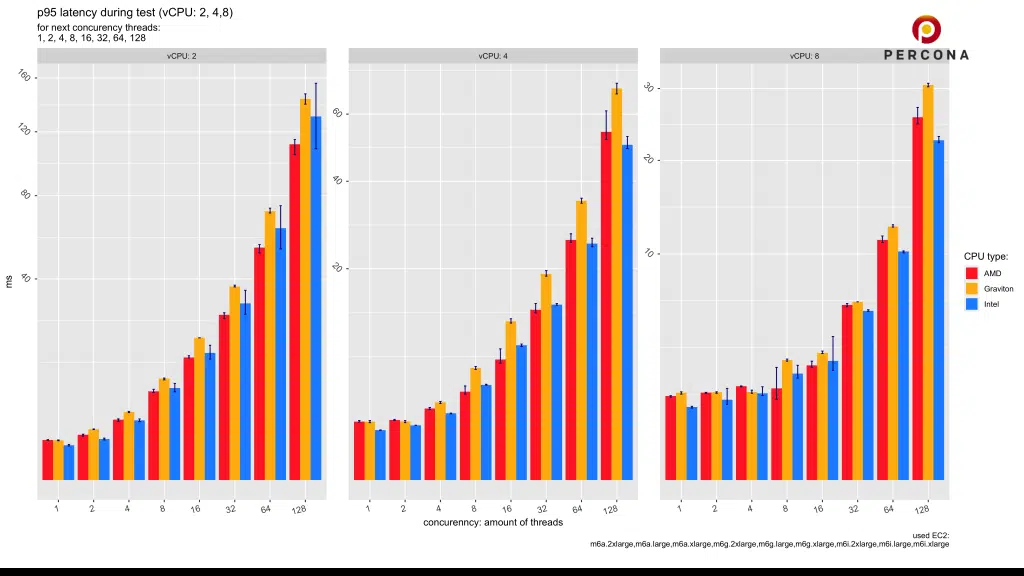 p95 latency during test (vCPU: 2, 4,8)
for next concurency threads:
1, 2, 4, 8, 16, 32, 64, 128
PERCONA
vCPU: 2
vCPU: 4
vCPU: 8
ms
160
120
80
40
60
40
20
30
20
10
1 2 4 8 16 32 64 128
1 2 4 8 16 32 64 128
1 2 4 8 16 32 64 128
concurenncy: amount of threads
CPU type:
AMD
Graviton
Intel
used EC2:
m6a.2xlarge,m6a.large,m6a.xlarge,m6g.2xlarge,m6g.large,m6g.xlarge,m6i.2xlarge,m6i.large,m6i.xlarge